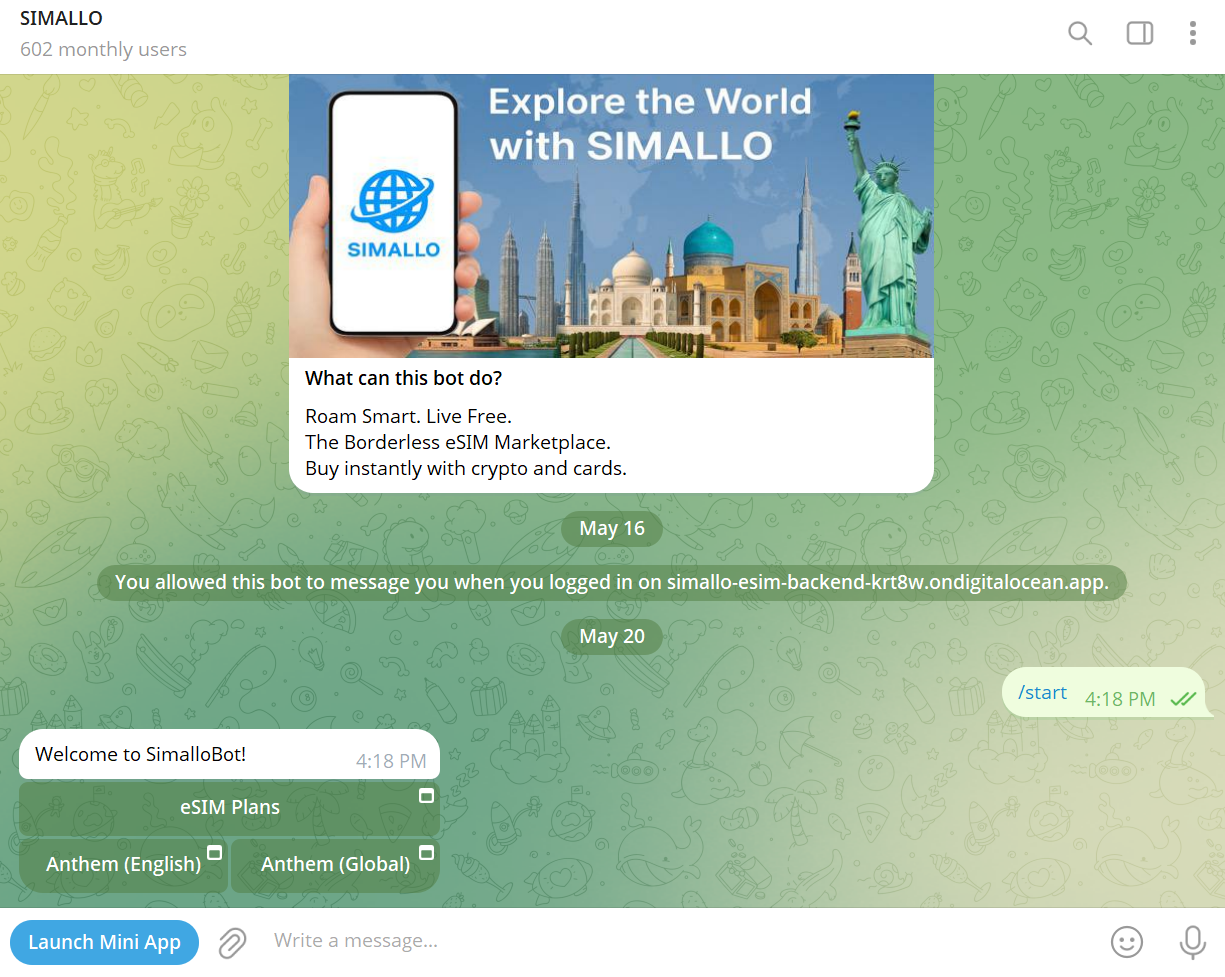 SIMALLO
602 monthly users
Explore the World
with SIMALLO
SIMALLO
What can this bot do?
Roam Smart. Live Free.
The Borderless eSIM Marketplace.
Buy instantly with crypto and cards.
May 16
You allowed this bot to message you when you logged in on simallo-esim-backend-krt8w.ondigitalocean.app.
May 20
/start 4:18 PM
Welcome to SimalloBot! 4:18 PM
eSIM Plans
Anthem (English) Anthem (Global)
Launch Mini App Write a message...